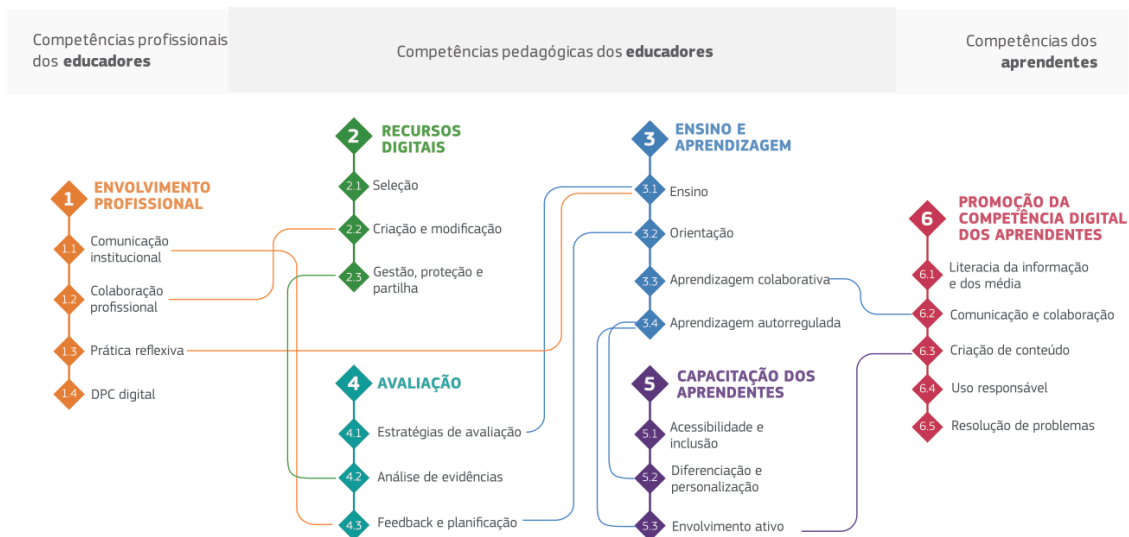 Competências profissionais
dos educadores
Competências pedagógicas dos educadores
Competências dos
aprendentes
1
ENVOLVIMENTO
PROFISSIONAL
1.1
Comunicação
institucional
1.2
Colaboração
profissional
1.3
Prática reflexiva
1.4
DPC digital
2
RECURSOS
DIGITAIS
2.1
Seleção
2.2
Criação e modificação
2.3
Gestão, proteção e
partilha
3
ENSINO E
APRENDIZAGEM
3.1
Ensino
3.2
Orientação
3.3
Aprendizagem colaborativa
3.4
Aprendizagem autorregulada
4
AVALIAÇÃO
4.1
Estratégias de avaliação
4.2
Análise de evidências
4.3
Feedback e planificação
5
CAPACITAÇÃO DOS
APRENDENTES
5.1
Acessibilidade e
inclusão
5.2
Diferenciação e
personalização
5.3
Envolvimento ativo
6
PROMOÇÃO DA
COMPETÊNCIA DIGITAL
DOS APRENDENTES
6.1
Literacia da informação
e dos média
6.2
Comunicação e colaboração
6.3
Criação de conteúdo
6.4
Uso responsável
6.5
Resolução de problemas